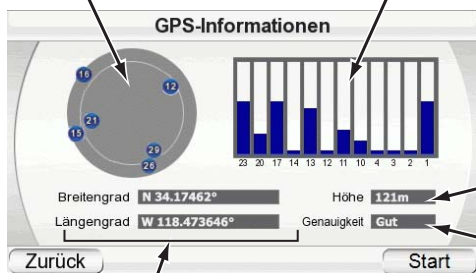 GPS-Informationen
16
12
21
15
29
26
23 20 17 14 13 12 11 10 4 3 2 1
Breitengrad N 34.17462° Höhe 121m
Längengrad W 118.473646° Genauigkeit Gut
Zurück Start